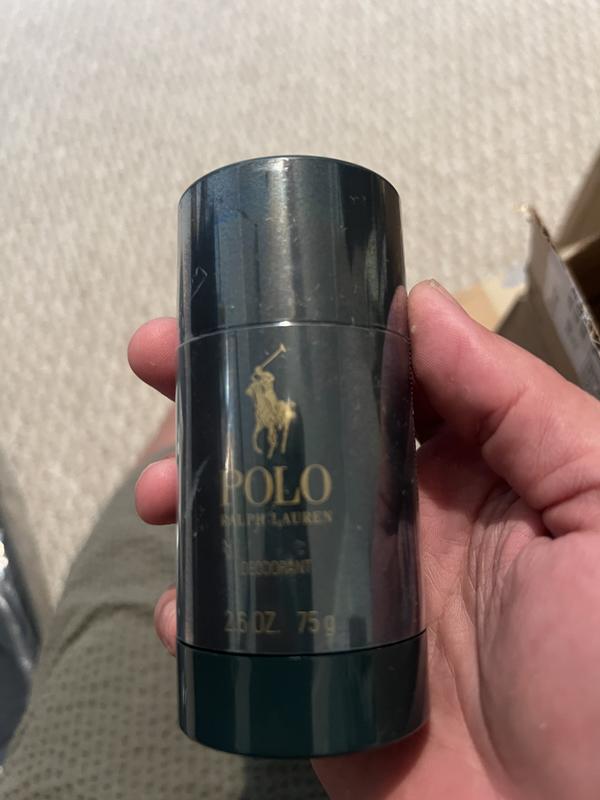 POLO
RALPH LAUREN
DEODORANT
2.6 OZ. 75 g